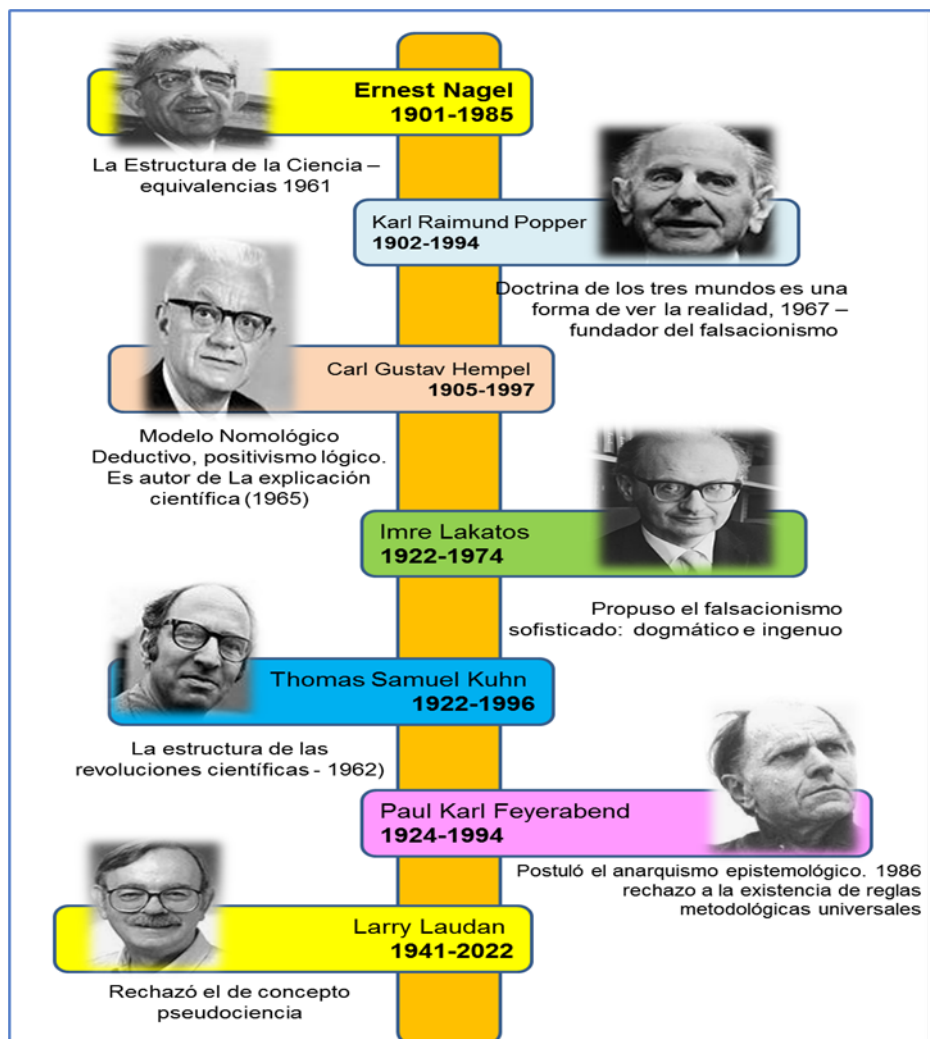 Ernest Nagel
1901-1985
La Estructura de la Ciencia –
equivalencias 1961
Karl Raimund Popper
1902-1994
Doctrina de los tres mundos es una
forma de ver la realidad, 1967 –
fundador del falsacionismo
Carl Gustav Hempel
1905-1997
Modelo Nomológico
Deductivo, positivismo lógico.
Es autor de La explicación
científica (1965)
Imre Lakatos
1922-1974
Propuso el falsacionismo
sofisticado: dogmático e ingenuo
Thomas Samuel Kuhn
1922-1996
La estructura de las
revoluciones científicas - 1962)
Paul Karl Feyerabend
1924-1994
Postuló el anarquismo epistemológico. 1986
rechazo a la existencia de reglas
metodológicas universales
Larry Laudan
1941-2022
Rechazó el de concepto
pseudociencia